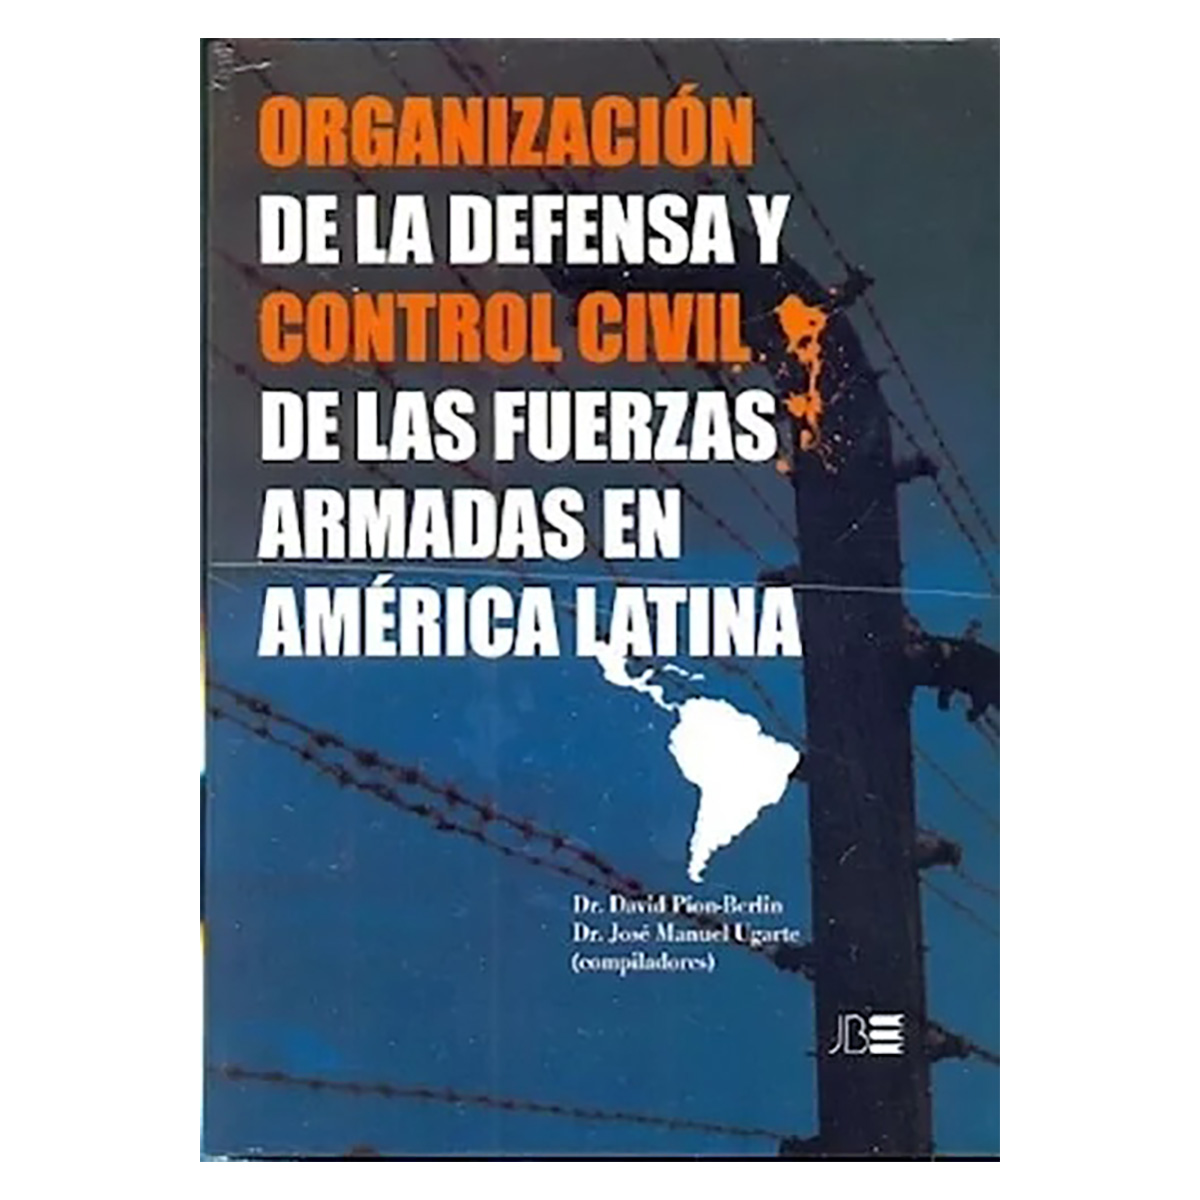 ORGANIZACIÓN
DE LA DEFENSA Y
CONTROL CIVIL
DE LAS FUERZAS
ARMADAS EN
AMÉRICA LATINA
Dr. David Pion-Berlin
Dr. José Manuel Ugarte
(compiladores)
JBE